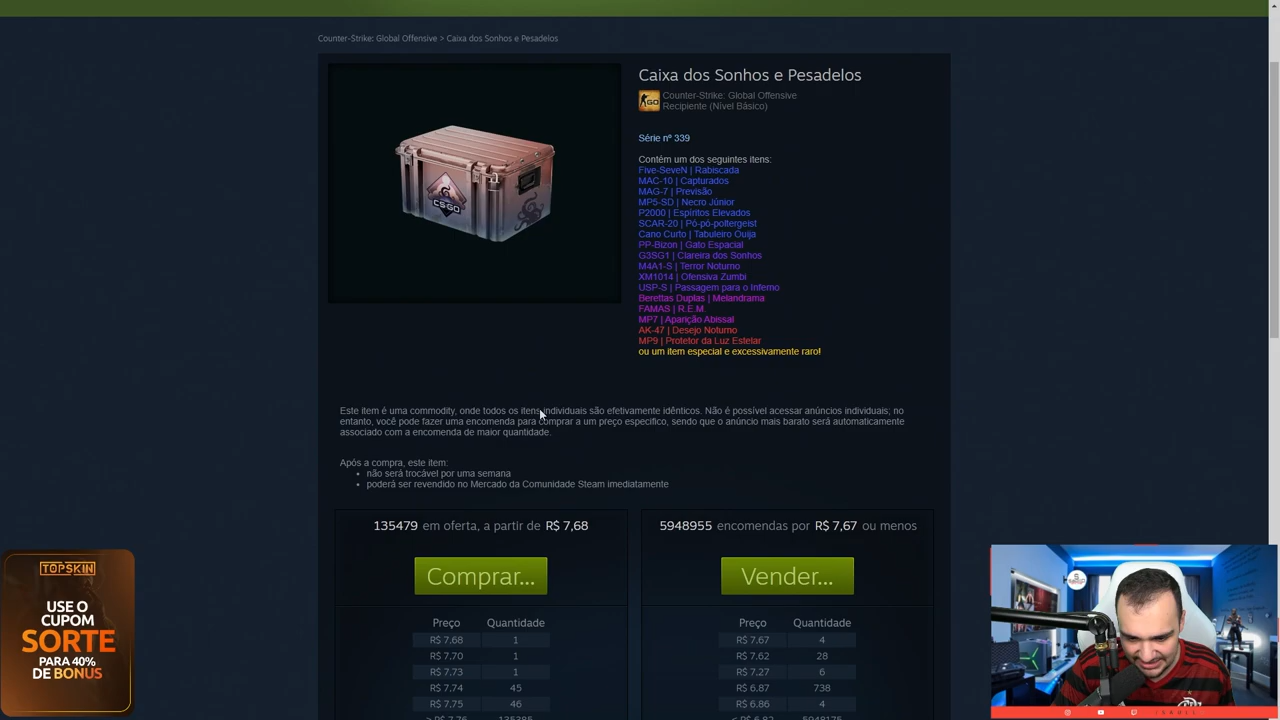 Counter-Strike: Global Offensive > Caixa dos Sonhos e Pesadelos
Caixa dos Sonhos e Pesadelos
Counter-Strike: Global Offensive
Recipiente (Nível Básico)
Série nº 339
Contém um dos seguintes itens:
Five-SeveN | Rabiscada
MAC-10 | Capturados
MAG-7 | Previsão
MP5-SD | Necro Júnior
P2000 | Espíritos Elevados
SCAR-20 | Pó-pó-poltergeist
Cano Curto | Tabuleiro Ouija
PP-Bizon | Gato Espacial
G3SG1 | Clareira dos Sonhos
M4A1-S | Terror Noturno
XM1014 | Ofensiva Zumbi
USP-S | Passagem para o Inferno
Berettas Duplas | Melandrama
FAMAS | R.E.M.
MP7 | Aparição Abissal
AK-47 | Desejo Noturno
MP9 | Protetor da Luz Estelar
ou um item especial e excessivamente raro!
CS:GO
GO
Este item é uma commodity, onde todos os itens individuais são efetivamente idênticos. Não é possível acessar anúncios individuais; no
entanto, você pode fazer uma encomenda para comprar a um preço específico, sendo que o anúncio mais barato será automaticamente
associado com a encomenda de maior quantidade.
Após a compra, este item:
• não será trocável por uma semana
• poderá ser revendido no Mercado da Comunidade Steam imediatamente
135479 em oferta, a partir de R$ 7,68
Comprar...
Preço Quantidade
R$ 7,68 1
R$ 7,70 1
R$ 7,73 1
R$ 7,74 45
R$ 7,75 46
5948955 encomendas por R$ 7,67 ou menos
Vender...
Preço Quantidade
R$ 7,67 4
R$ 7,62 28
R$ 7,27 6
R$ 6,87 738
R$ 6,86 4
TOPSKIN
USE O
CUPOM
SORTE
PARA 40%
DE BONUS